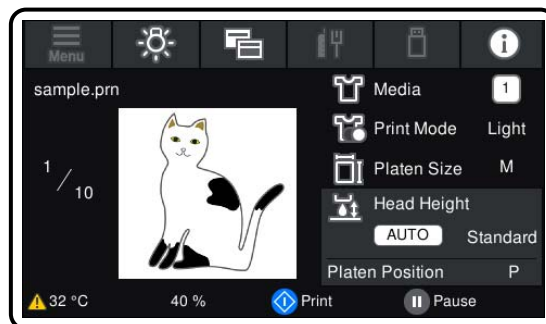 Menu
sample.prn
1/10
Media 1
Print Mode Light
Platen Size M
Head Height
AUTO Standard
Platen Position P
32 °C 40 % Print Pause